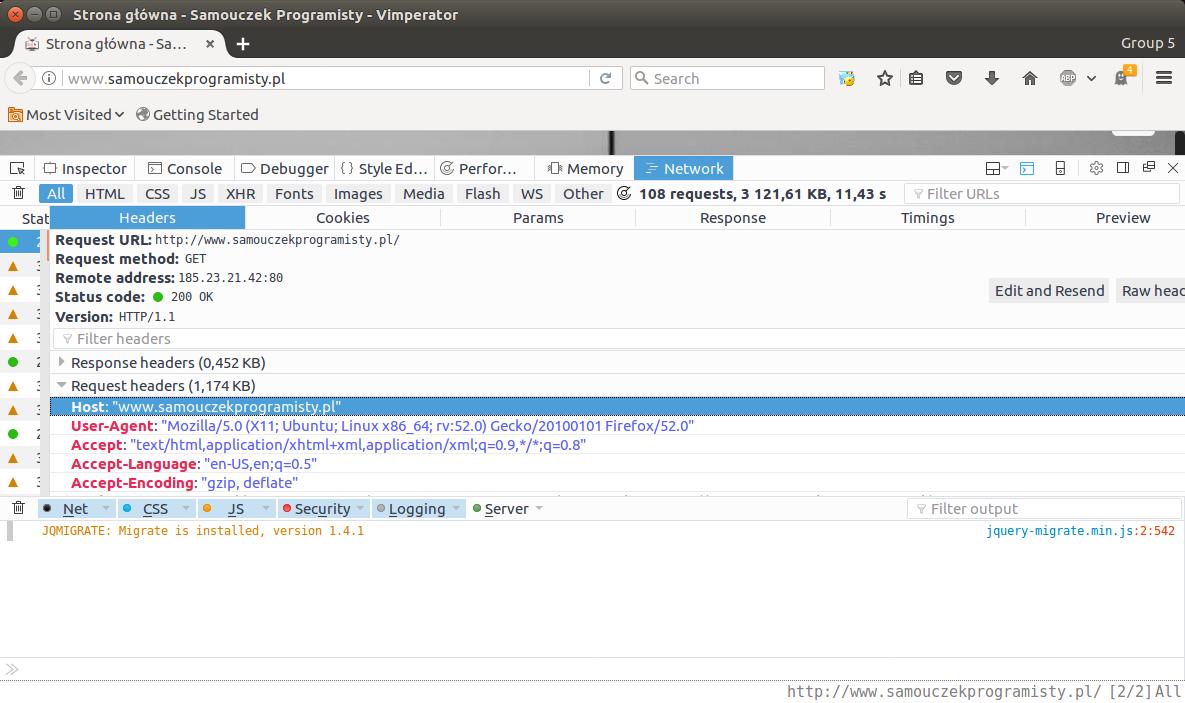 Strona główna - Samouczek Programisty - Vimperator
Strona główna - Sa...
Group 5
www.samouczekprogramisty.pl
Search
ABP
4
Most Visited
Getting Started
Inspector Console Debugger { } Style Ed... Perfor... Memory Network
All HTML CSS JS XHR Fonts Images Media Flash WS Other 108 requests, 3 121,61 KB, 11,43 s Filter URLs
Stat Headers Cookies Params Response Timings Preview
Request URL: http://www.samouczekprogramisty.pl/
Request method: GET
Remote address: 185.23.21.42:80
Edit and Resend Raw head
Status code: 200 OK
Version: HTTP/1.1
Filter headers
Response headers (0,452 KB)
Request headers (1,174 KB)
Host: "www.samouczekprogramisty.pl"
User-Agent: "Mozilla/5.0 (X11; Ubuntu; Linux x86_64; rv:52.0) Gecko/20100101 Firefox/52.0"
Accept: "text/html,application/xhtml+xml,application/xml;q=0.9,*/*;q=0.8"
Accept-Language: "en-US,en;q=0.5"
Accept-Encoding: "gzip, deflate"
Net CSS JS Security Logging Server Filter output
JQMIGRATE: Migrate is installed, version 1.4.1 jquery-migrate.min.js:2:542
http://www.samouczekprogramisty.pl/ [2/2] All